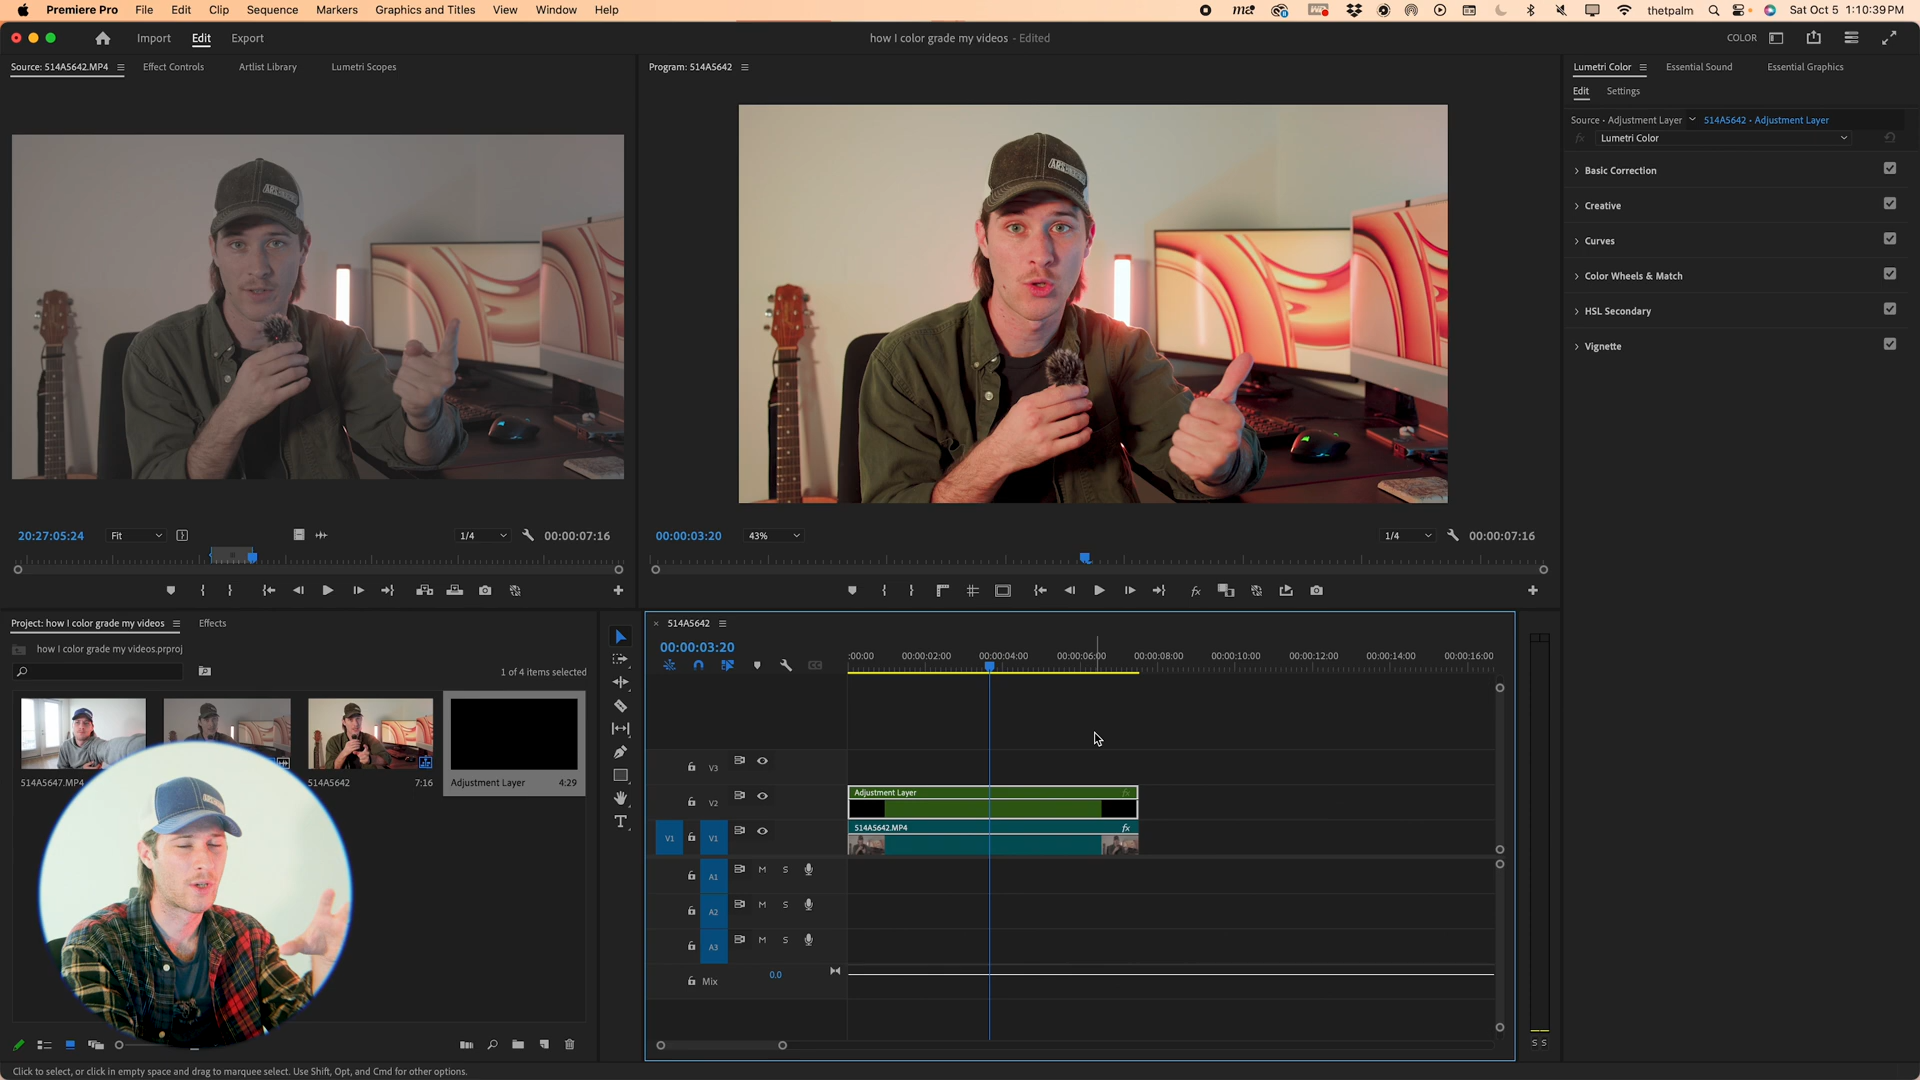 Premiere Pro File Edit Clip Sequence Markers Graphics and Titles View Window Help thetpalm Sat Oct 5 1:10:39 PM
Import Edit Export how I color grade my videos - Edited COLOR
Source: 514A5642.MP4 Effect Controls Artlist Library Lumetri Scopes
Program: 514A5642
Lumetri Color Essential Sound Essential Graphics
Edit Settings
Source - Adjustment Layer 514A5642 - Adjustment Layer
fx Lumetri Color
Basic Correction
Creative
Curves
Color Wheels & Match
HSL Secondary
Vignette
20:27:05:24 Fit 1/4 00:00:07:16
00:00:03:20 43% 1/4 00:00:07:16
fx
Project: how I color grade my videos Effects
how I color grade my videos.prproj
1 of 4 items selected
514A5647.MP4
514A5642 7:16
Adjustment Layer 4:29
514A5642
00:00:03:20
:00:00 00:00:02:00 00:00:04:00 00:00:06:00 00:00:08:00 00:00:10:00 00:00:12:00 00:00:14:00 00:00:16:00
V3
V2 Adjustment Layer fx
V1 V1 514A5642.MP4 fx
A1 M S
A2 M S
A3 M S
Mix 0.0
S S
Click to select, or click in empty space and drag to marquee select. Use Shift, Opt, and Cmd for other options.